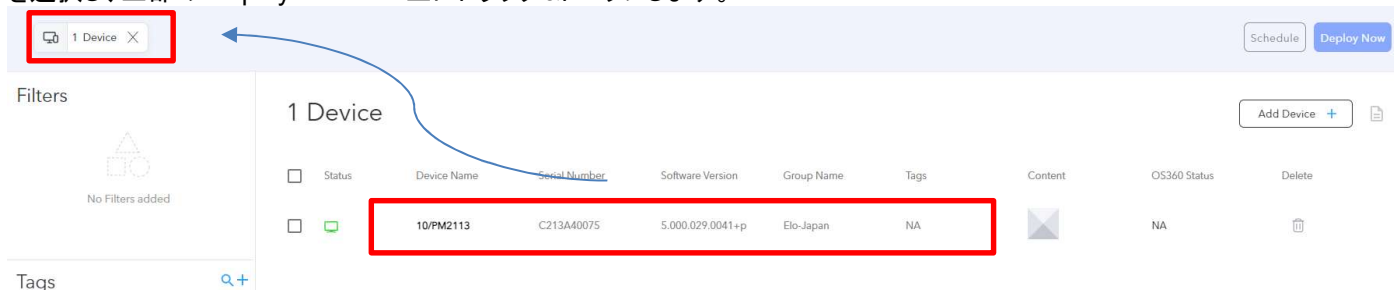 1 Device
Schedule
Deploy Now
Filters
1 Device
Add Device +
Status Device Name Serial Number Software Version Group Name Tags Content OS360 Status Delete
No Filters added
10/PM2113 C213A40075 5.000.029.0041+p Elo-Japan NA NA
Tags